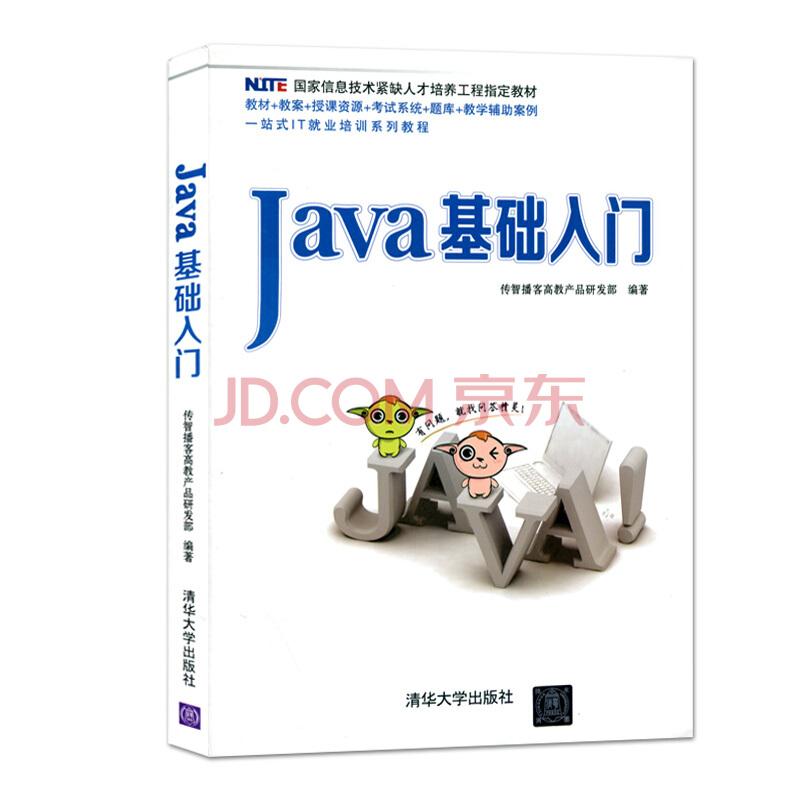 NITE 国家信息技术紧缺人才培养工程指定教材
教材+教案+授课资源+考试系统+题库+教学辅助案例
一站式IT就业培训系列教程
Java基础入门
传智播客高教产品研发部 编著
JD.COM 京东
有问题，就找问答精灵！
JAVA!
清华大学出版社
Java 基础入门
传智播客高教产品研发部 编著
清华大学出版社